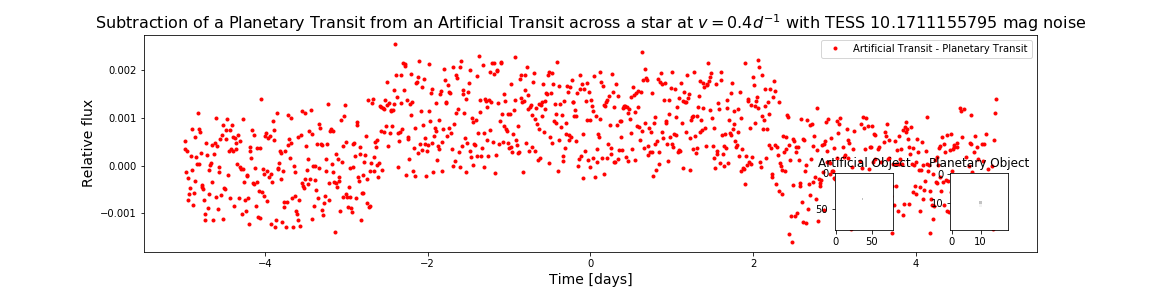 Subtraction of a Planetary Transit from an Artificial Transit across a star at v = 0.4d⁻¹ with TESS 10.1711155795 mag noise
Artificial Transit - Planetary Transit
Relative flux
0.002
0.001
0.000
−0.001
Artificial Object
0
50
0
50
Planetary Object
0
10
0
10
−4
−2
0
2
4
Time [days]